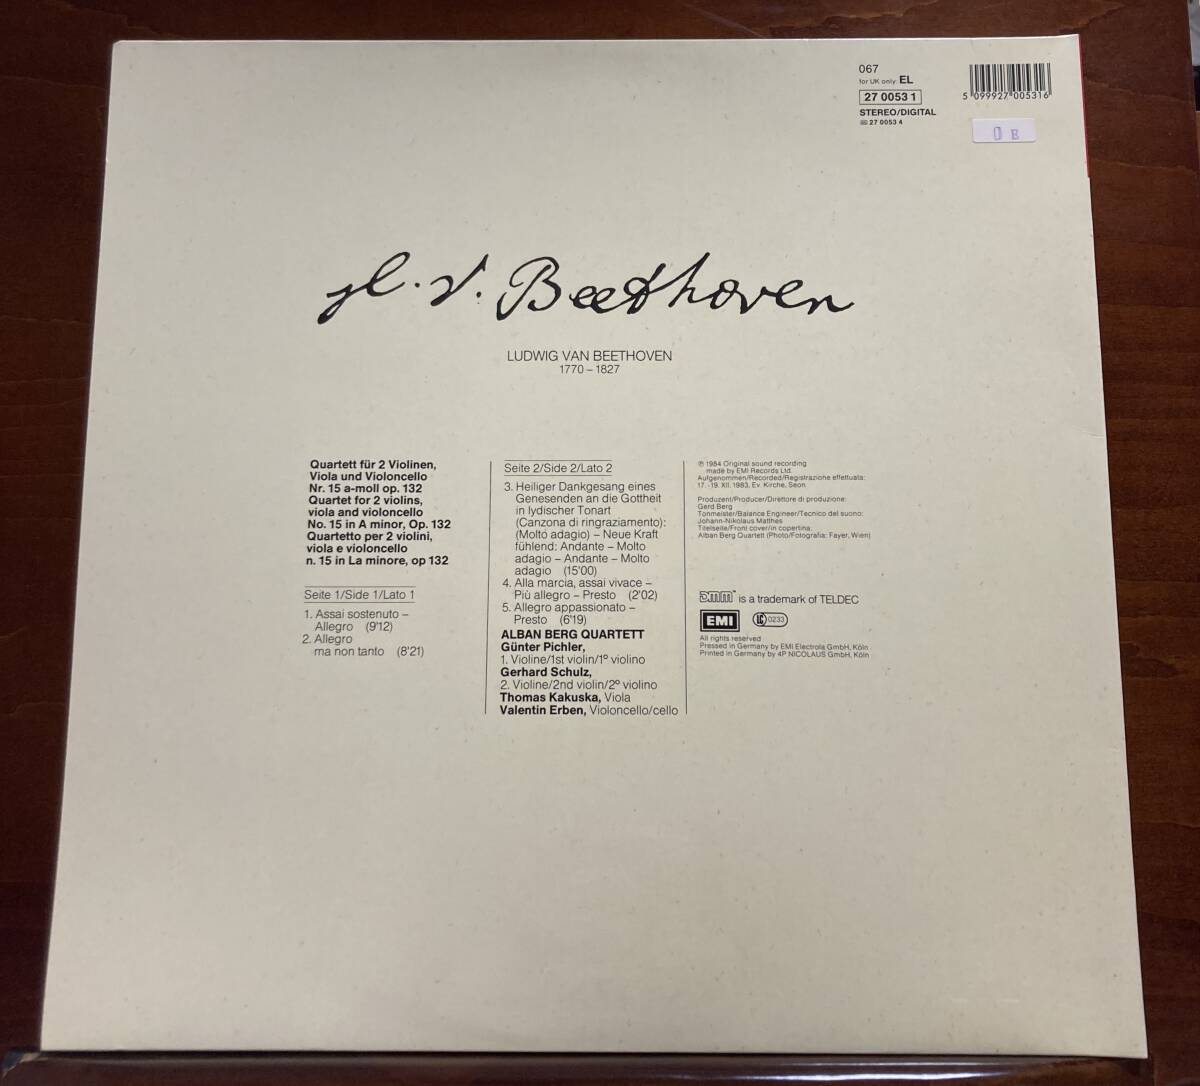 067
for UK only: EL
27 0053 1
STEREO/DIGITAL
27 0053 4
5 099927 005316
E
L. v. Beethoven
LUDWIG VAN BEETHOVEN
1770 – 1827
Quartett für 2 Violinen,
Viola und Violoncello
Nr. 15 a-moll op. 132
Quartet for 2 violins,
viola and violoncello
No. 15 in A minor, Op. 132
Quartetto per 2 violini,
viola e violoncello
n. 15 in La minore, op 132
Seite 1/Side 1/Lato 1
1. Assai sostenuto –
Allegro (9'12)
2. Allegro
ma non tanto (8'21)
Seite 2/Side 2/Lato 2
3. Heiliger Dankgesang eines
Genesenden an die Gottheit
in lydischer Tonart
(Canzona di ringraziamento):
(Molto adagio) – Neue Kraft
fühlend: Andante – Molto
adagio – Andante – Molto
adagio (15'00)
4. Alla marcia, assai vivace –
Più allegro – Presto (2'02)
5. Allegro appassionato –
Presto (6'19)
ALBAN BERG QUARTETT
Günter Pichler,
1. Violine/1st violin/1º violino
Gerhard Schulz,
2. Violine/2nd violin/2º violino
Thomas Kakuska, Viola
Valentin Erben, Violoncello/cello
℗ 1984 Original sound recording
made by EMI Records Ltd.
Aufgenommen/Recorded/Registrazione effettuata:
17.-19. XII. 1983, Ev. Kirche, Seon
Produzent/Producer/Direttore di produzione:
Gerd Berg
Tonmeister/Balance Engineer/Tecnico del suono:
Johann-Nikolaus Matthes
Titelseite/Front cover/in copertina:
Alban Berg Quartett (Photo/Fotografia: Fayer, Wien)
DMM is a trademark of TELDEC
EMI LC 0233
All rights reserved
Pressed in Germany by EMI Electrola GmbH, Köln
Printed in Germany by 4P NICOLAUS GmbH, Köln